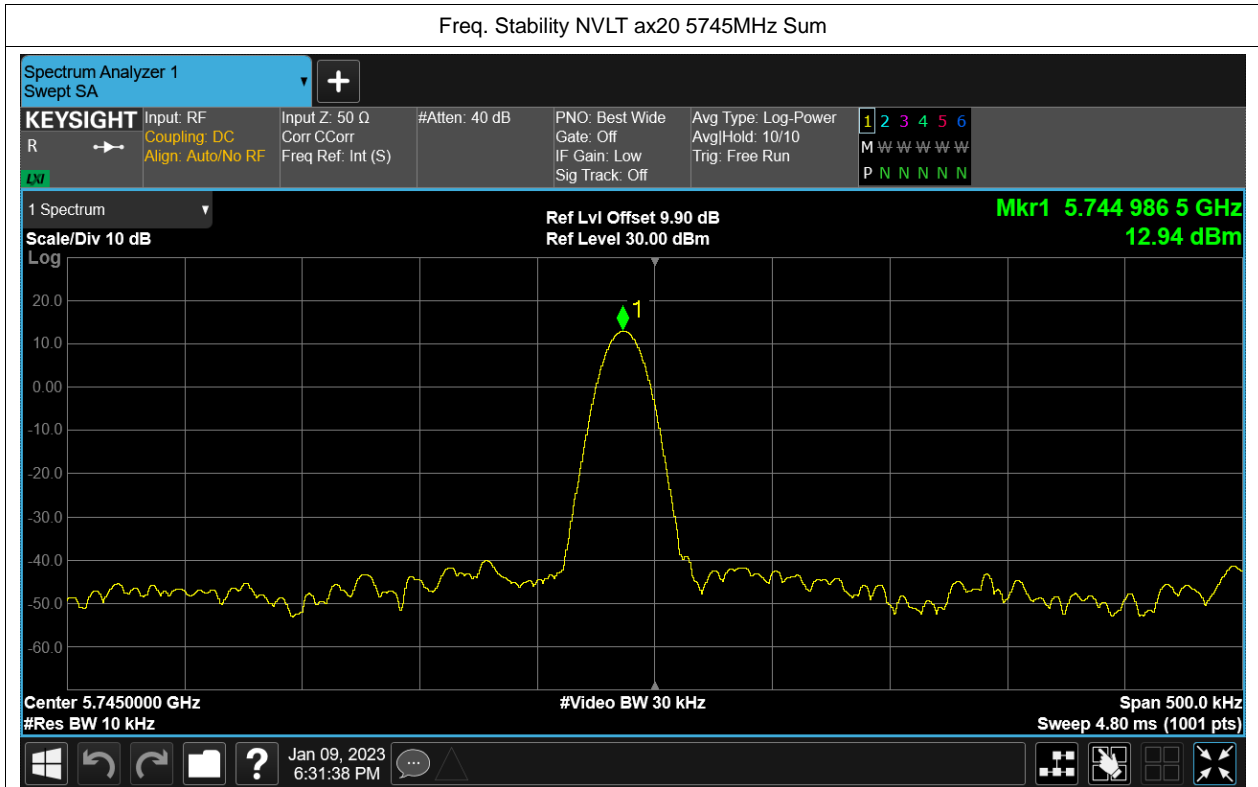 Freq. Stability NVLT ax20 5745MHz Sum
Spectrum Analyzer 1
Swept SA
KEYSIGHT
R
LXI
Input: RF
Coupling: DC
Align: Auto/No RF
Input Z: 50 Ω
Corr CCorr
Freq Ref: Int (S)
#Atten: 40 dB
PNO: Best Wide
Gate: Off
IF Gain: Low
Sig Track: Off
Avg Type: Log-Power
Avg|Hold: 10/10
Trig: Free Run
1 2 3 4 5 6
M W W W W W
P N N N N N
1 Spectrum
Scale/Div 10 dB
Ref Lvl Offset 9.90 dB
Ref Level 30.00 dBm
Mkr1 5.744 986 5 GHz
12.94 dBm
Log
20.0
10.0
0.00
-10.0
-20.0
-30.0
-40.0
-50.0
-60.0
1
Center 5.7450000 GHz
#Res BW 10 kHz
#Video BW 30 kHz
Span 500.0 kHz
Sweep 4.80 ms (1001 pts)
?
Jan 09, 2023
6:31:38 PM